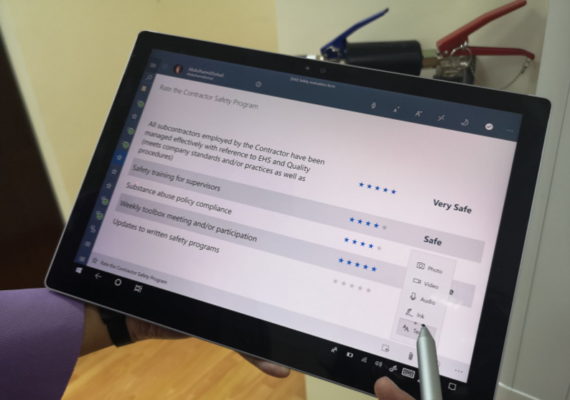 Rate the Contractor Safety Program
All subcontractors employed by the Contractor have been
managed effectively with reference to EHS and Quality
(meets company standards and/or practices as well as
procedures)
Very Safe
Safety training for supervisors
Safe
Substance abuse policy compliance
Weekly toolbox meeting and/or participation
Updates to written safety programs
Photo
Video
Audio
Ink
Rate the Contractor Safety Program